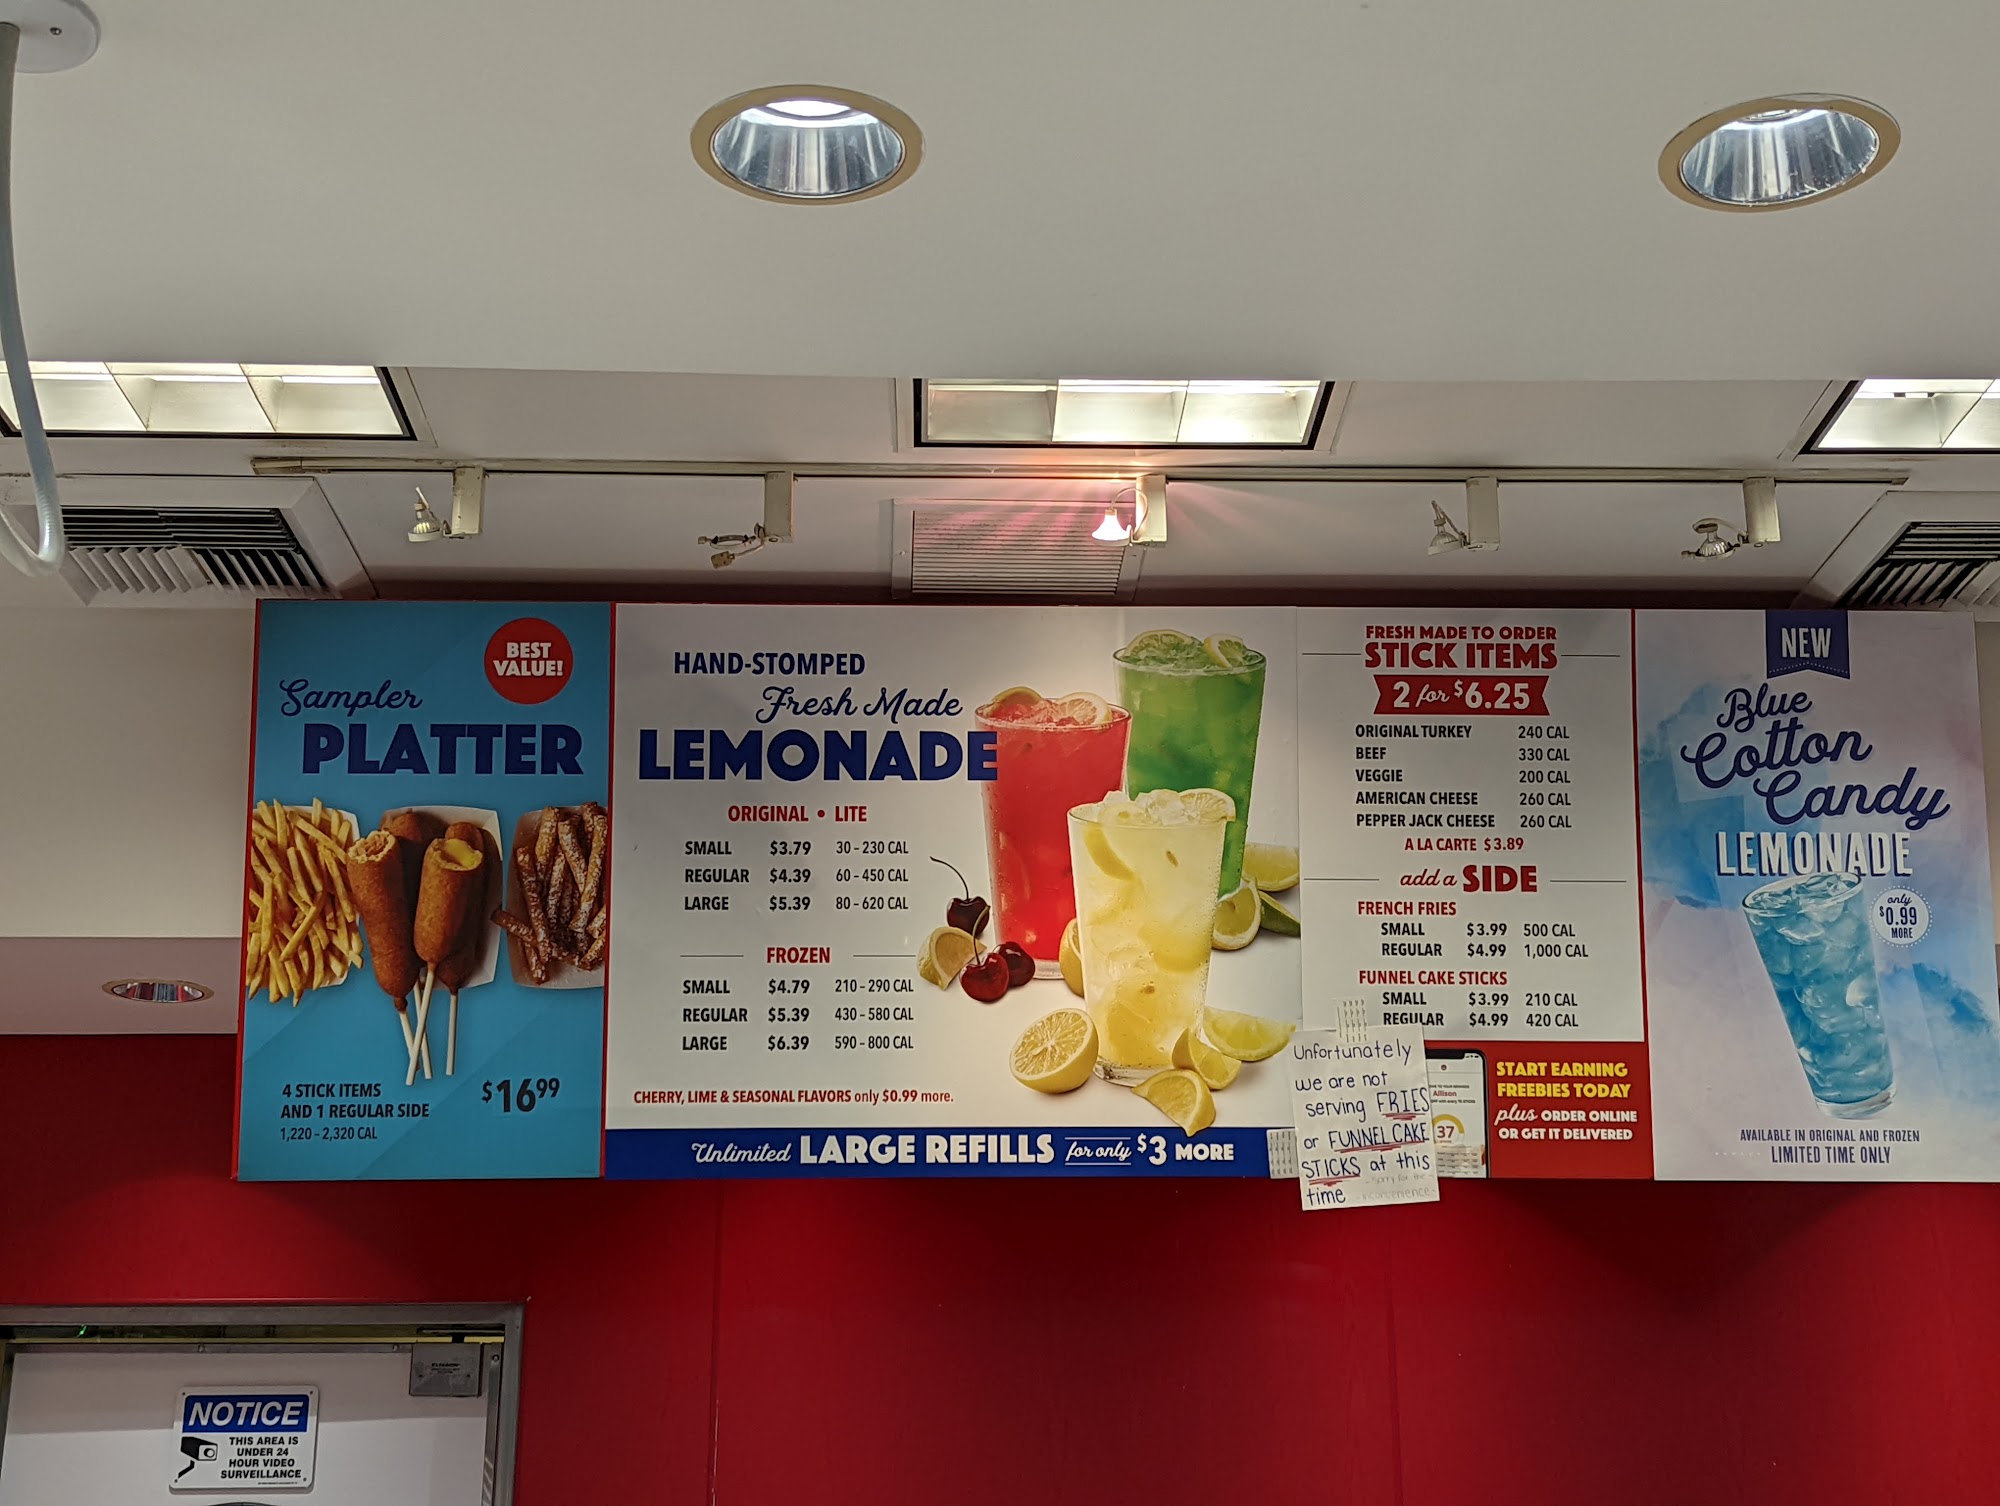 BEST
VALUE!
Sampler
PLATTER
4 STICK ITEMS
AND 1 REGULAR SIDE
1,220 - 2,320 CAL
$16.99
HAND-STOMPED
Fresh Made
LEMONADE
ORIGINAL • LITE
SMALL $3.79 30 - 230 CAL
REGULAR $4.39 60 - 450 CAL
LARGE $5.39 80 - 620 CAL
FROZEN
SMALL $4.79 210 - 290 CAL
REGULAR $5.39 430 - 580 CAL
LARGE $6.39 590 - 800 CAL
CHERRY, LIME & SEASONAL FLAVORS only $0.99 more.
Unlimited LARGE REFILLS for only $3 MORE
FRESH MADE TO ORDER
STICK ITEMS
2 for $6.25
ORIGINAL TURKEY 240 CAL
BEEF 330 CAL
VEGGIE 200 CAL
AMERICAN CHEESE 260 CAL
PEPPER JACK CHEESE 260 CAL
A LA CARTE $3.89
add a SIDE
FRENCH FRIES
SMALL $3.99 500 CAL
REGULAR $4.99 1,000 CAL
FUNNEL CAKE STICKS
SMALL $3.99 210 CAL
REGULAR $4.99 420 CAL
Unfortunately
we are not
serving FRIES
or FUNNEL CAKE
STICKS at this
time - sorry for the
inconvenience -
Allison
37
START EARNING
FREEBIES TODAY
plus ORDER ONLINE
OR GET IT DELIVERED
NEW
Blue
Cotton
Candy
LEMONADE
only
$0.99
MORE
AVAILABLE IN ORIGINAL AND FROZEN
LIMITED TIME ONLY
NOTICE
THIS AREA IS
UNDER 24
HOUR VIDEO
SURVEILLANCE